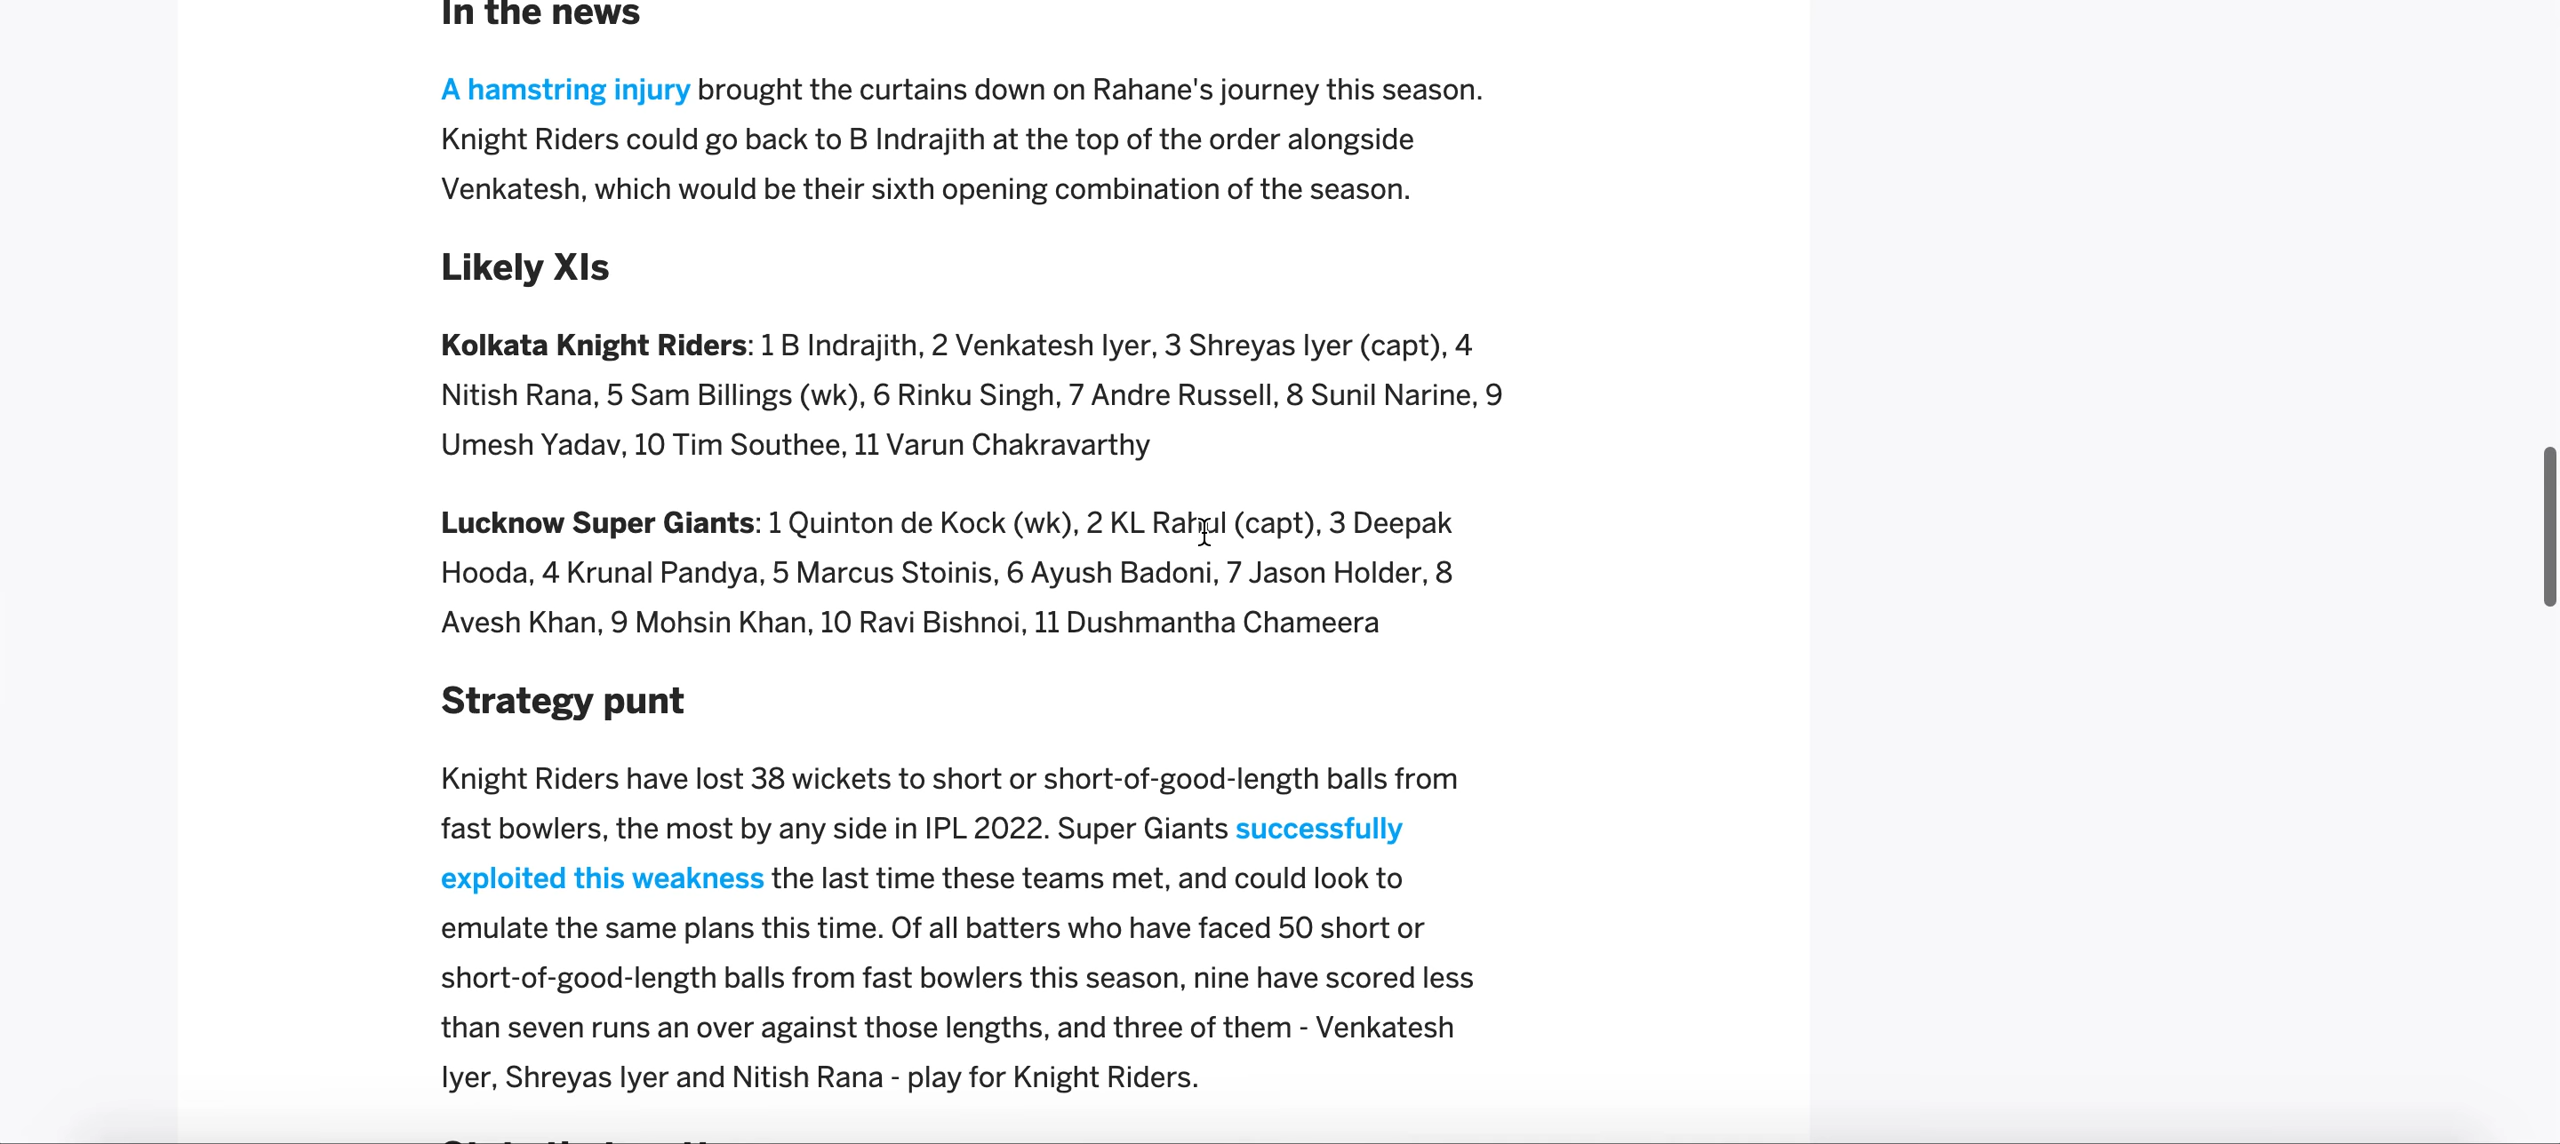 In the news
A hamstring injury brought the curtains down on Rahane's journey this season.
Knight Riders could go back to B Indrajith at the top of the order alongside
Venkatesh, which would be their sixth opening combination of the season.
Likely XIs
Kolkata Knight Riders: 1 B Indrajith, 2 Venkatesh Iyer, 3 Shreyas Iyer (capt), 4
Nitish Rana, 5 Sam Billings (wk), 6 Rinku Singh, 7 Andre Russell, 8 Sunil Narine, 9
Umesh Yadav, 10 Tim Southee, 11 Varun Chakravarthy
Lucknow Super Giants: 1 Quinton de Kock (wk), 2 KL Rahul (capt), 3 Deepak
Hooda, 4 Krunal Pandya, 5 Marcus Stoinis, 6 Ayush Badoni, 7 Jason Holder, 8
Avesh Khan, 9 Mohsin Khan, 10 Ravi Bishnoi, 11 Dushmantha Chameera
Strategy punt
Knight Riders have lost 38 wickets to short or short-of-good-length balls from
fast bowlers, the most by any side in IPL 2022. Super Giants successfully
exploited this weakness the last time these teams met, and could look to
emulate the same plans this time. Of all batters who have faced 50 short or
short-of-good-length balls from fast bowlers this season, nine have scored less
than seven runs an over against those lengths, and three of them - Venkatesh
Iyer, Shreyas Iyer and Nitish Rana - play for Knight Riders.